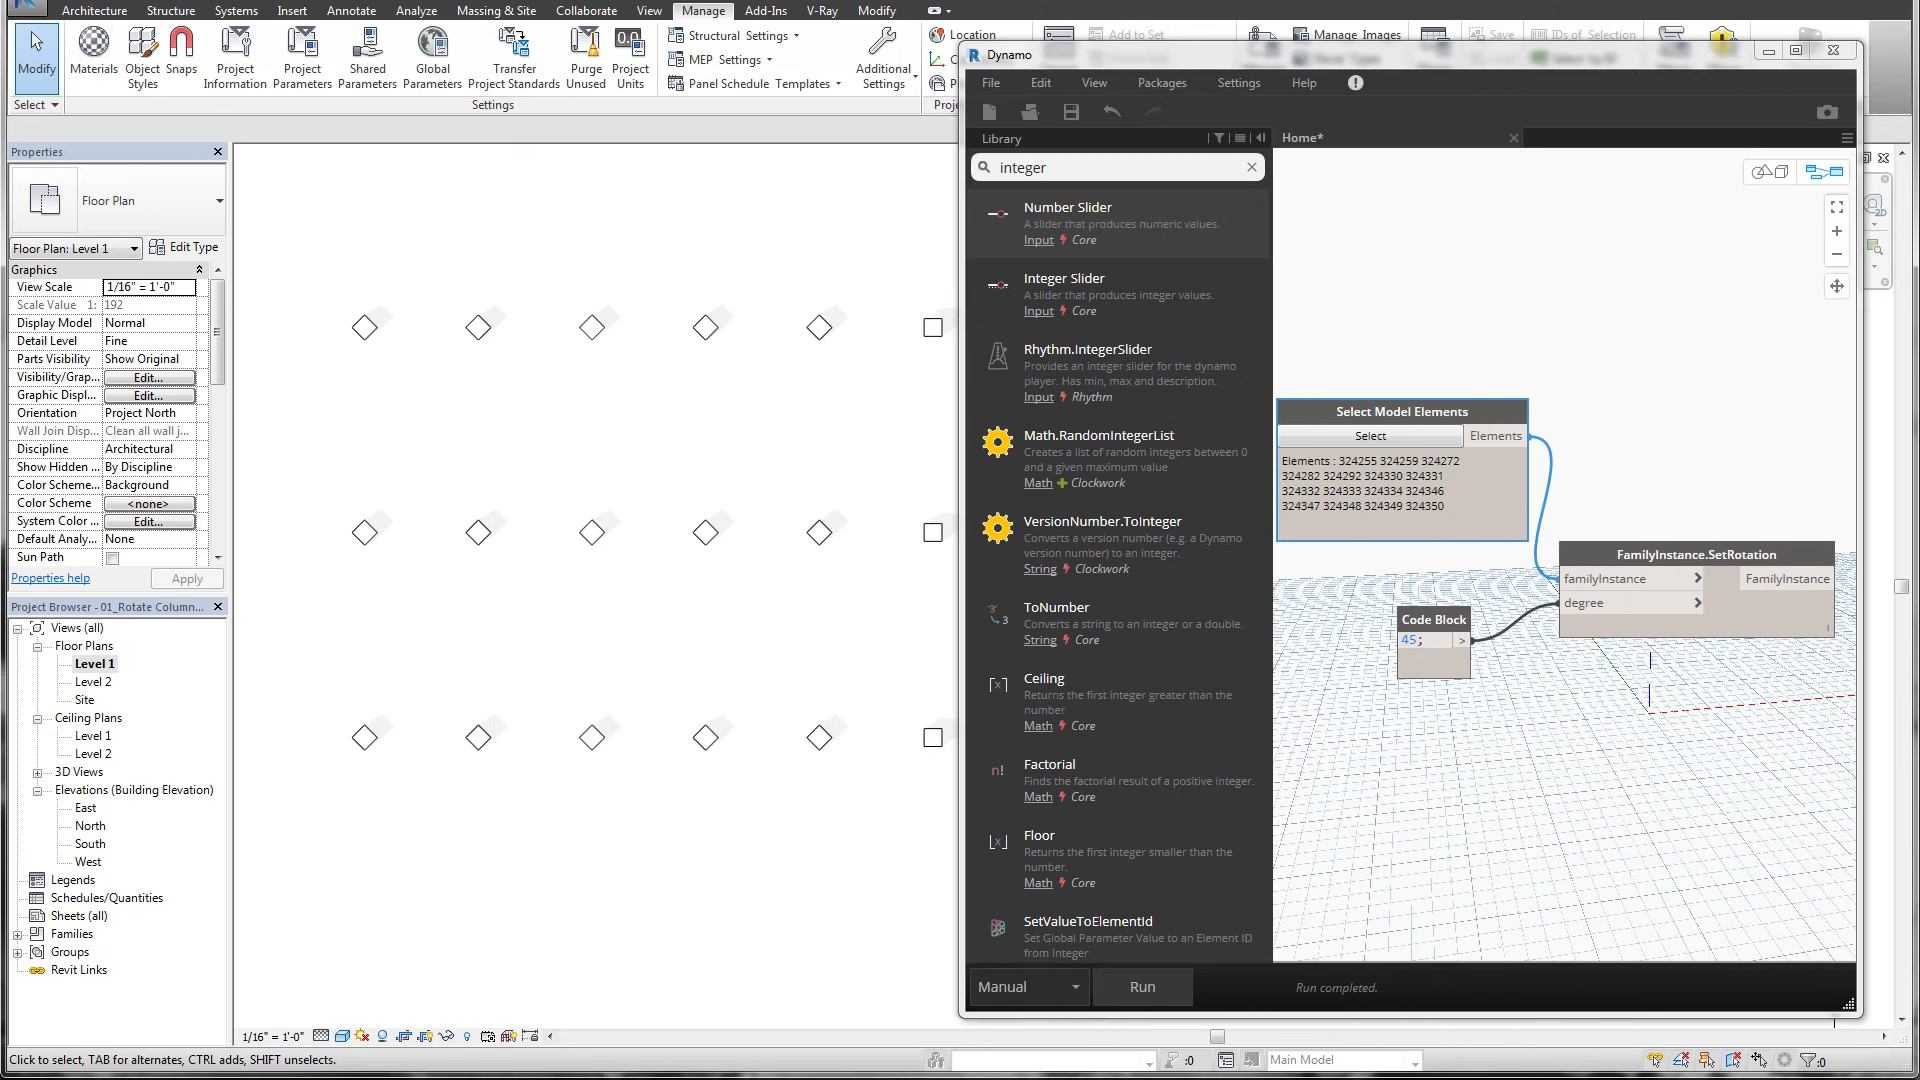 Architecture Structure Systems Insert Annotate Analyze Massing & Site Collaborate View Manage Add-Ins V-Ray Modify
Modify
Materials
Object Styles
Snaps
Project Information
Project Parameters
Shared Parameters
Global Parameters
Transfer Project Standards
Purge Unused
Project Units
Structural Settings
MEP Settings
Panel Schedule Templates
Additional Settings
Location
Add to Set
Manage Images
Save
IDs of Selection
Select by ID
Select
Settings
Proj
Dynamo
File Edit View Packages Settings Help
Library
Home*
integer
Number Slider
A slider that produces numeric values.
Input Core
Integer Slider
A slider that produces integer values.
Input Core
Rhythm.IntegerSlider
Provides an integer slider for the dynamo
player. Has min, max and description.
Input Rhythm
Math.RandomIntegerList
Creates a list of random integers between 0
and a given maximum value
Math Clockwork
VersionNumber.ToInteger
Converts a version number (e.g. a Dynamo
version number) to an integer.
String Clockwork
ToNumber
Converts a string to an integer or a double.
String Core
Ceiling
Returns the first integer greater than the
number
Math Core
Factorial
Finds the factorial result of a positive integer.
Math Core
Floor
Returns the first integer smaller than the
number.
Math Core
SetValueToElementId
Set Global Parameter Value to an Element ID
from Integer
Manual
Run
Run completed.
Select Model Elements
Select Elements
Elements : 324255 324259 324272
324282 324292 324330 324331
324332 324333 324334 324346
324347 324348 324349 324350
FamilyInstance.SetRotation
familyInstance > FamilyInstance
degree >
Code Block
45; >
Properties
Floor Plan
Floor Plan: Level 1 Edit Type
Graphics
View Scale 1/16" = 1'-0"
Scale Value 1: 192
Display Model Normal
Detail Level Fine
Parts Visibility Show Original
Visibility/Grap... Edit...
Graphic Displ... Edit...
Orientation Project North
Wall Join Disp... Clean all wall j...
Discipline Architectural
Show Hidden ... By Discipline
Color Scheme... Background
Color Scheme <none>
System Color ... Edit...
Default Analy... None
Sun Path
Properties help Apply
Project Browser - 01_Rotate Column...
Views (all)
Floor Plans
Level 1
Level 2
Site
Ceiling Plans
Level 1
Level 2
3D Views
Elevations (Building Elevation)
East
North
South
West
Legends
Schedules/Quantities
Sheets (all)
Families
Groups
Revit Links
1/16" = 1'-0"
Click to select, TAB for alternates, CTRL adds, SHIFT unselects.
:0
Main Model
:0